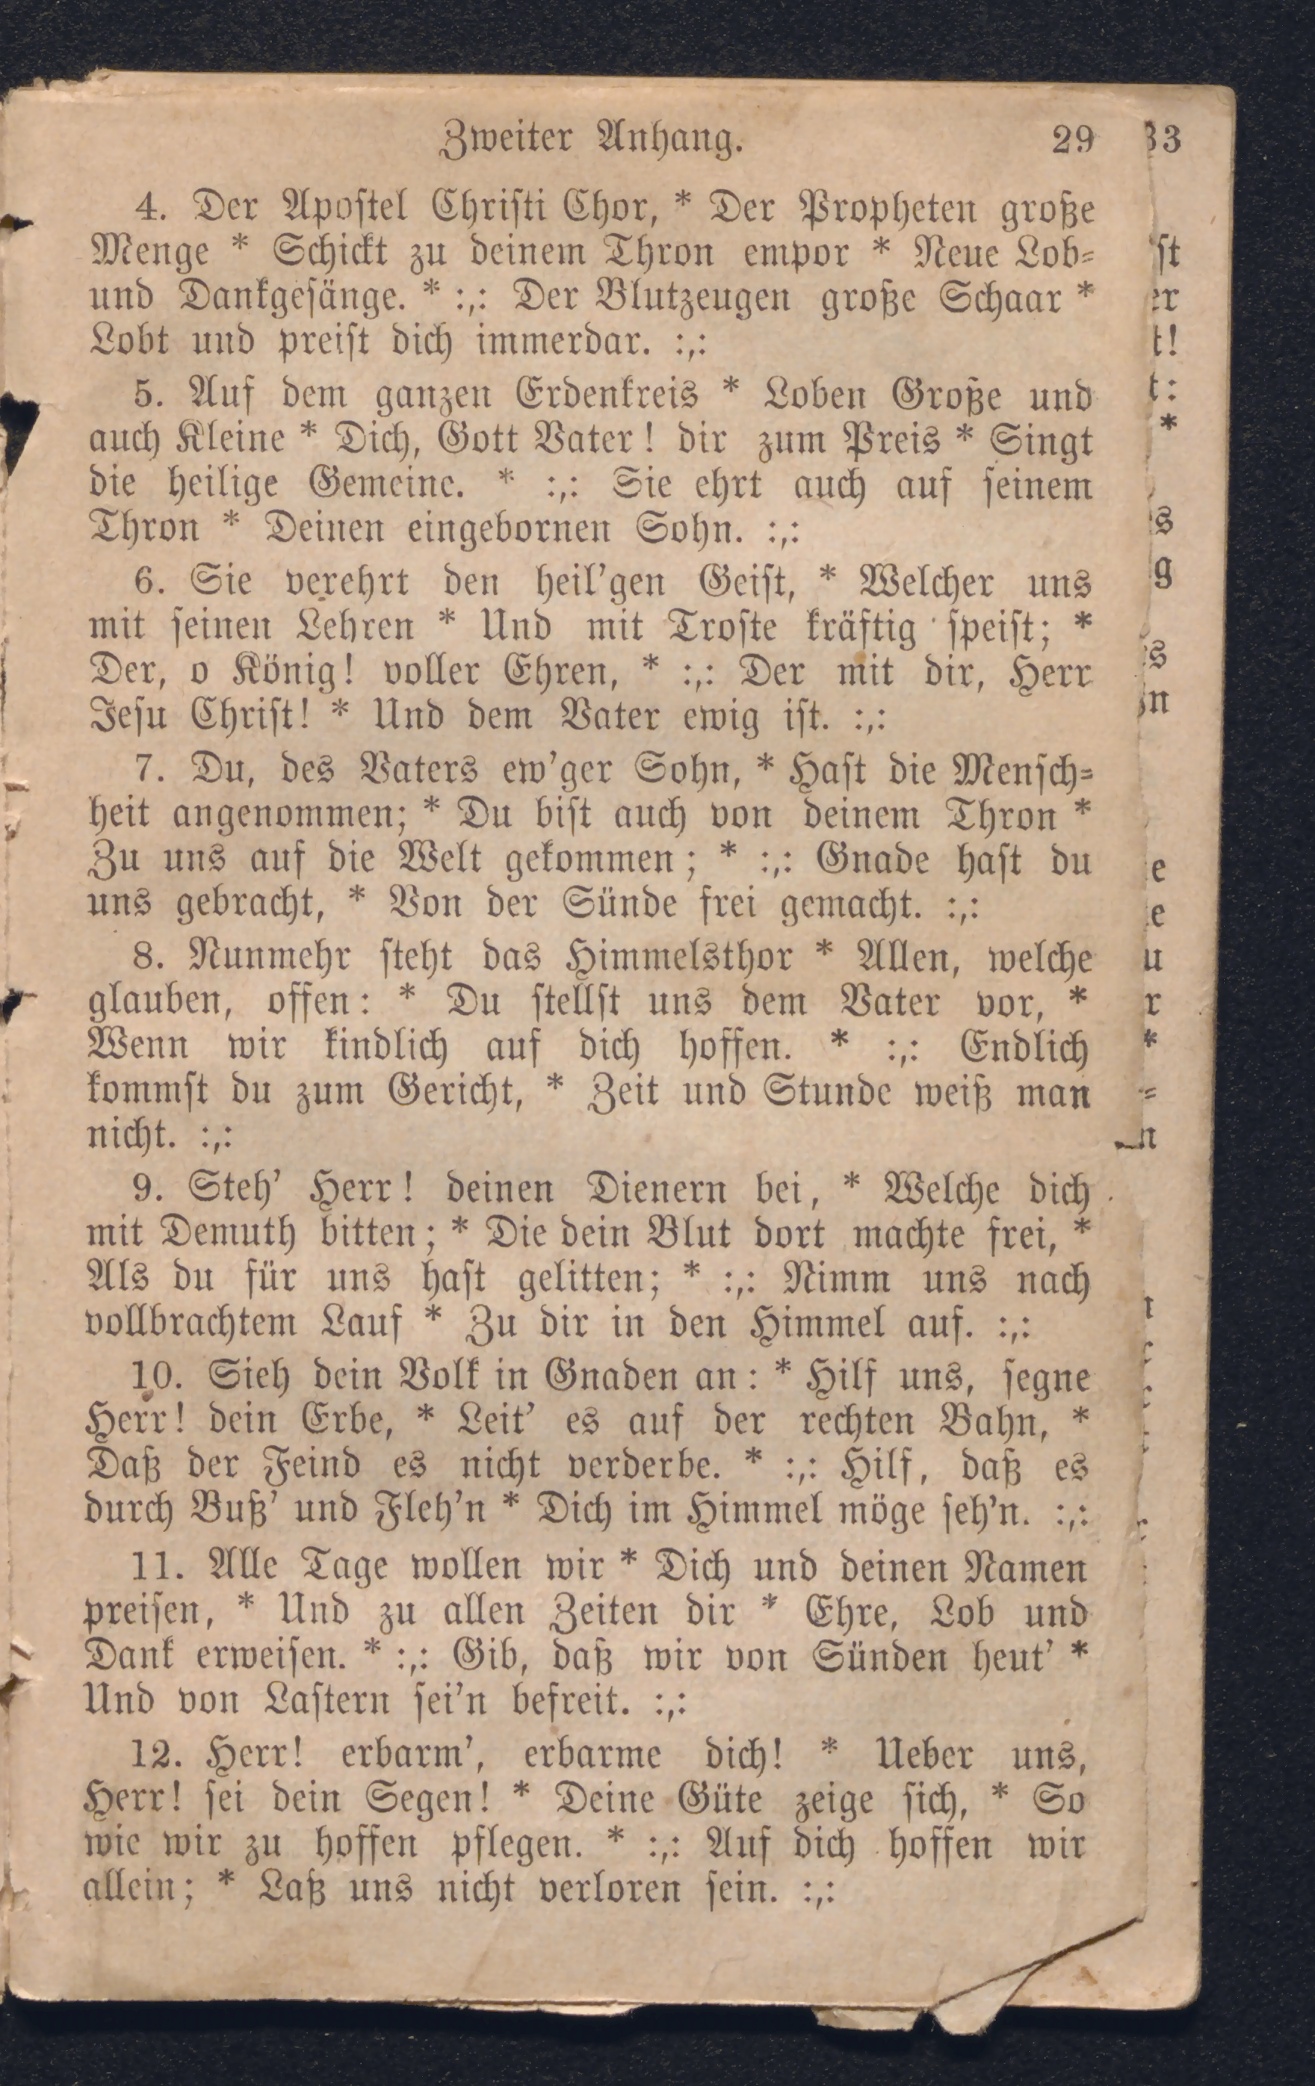 Zweiter Anhang. 29
4. Der Apostel Christi Chor, * Der Propheten große
Menge * Schickt zu deinem Thron empor * Neue Lob-
und Dankgesänge. * :,: Der Blutzeugen große Schaar *
Lobt und preist dich immerdar. :,:
5. Auf dem ganzen Erdenkreis * Loben Große und
auch Kleine * Dich, Gott Vater! dir zum Preis * Singt
die heilige Gemeine. * :,: Sie ehrt auch auf seinem
Thron * Deinen eingebornen Sohn. :,:
6. Sie verehrt den heil'gen Geist, * Welcher uns
mit seinen Lehren * Und mit Troste kräftig speist; *
Der, o König! voller Ehren, * :,: Der mit dir, Herr
Jesu Christ! * Und dem Vater ewig ist. :,:
7. Du, des Vaters ew'ger Sohn, * Hast die Mensch-
heit angenommen; * Du bist auch von deinem Thron *
Zu uns auf die Welt gekommen; * :,: Gnade hast du
uns gebracht, * Von der Sünde frei gemacht. :,:
8. Nunmehr steht das Himmelsthor * Allen, welche
glauben, offen: * Du stellst uns dem Vater vor, *
Wenn wir kindlich auf dich hoffen. * :,: Endlich
kommst du zum Gericht, * Zeit und Stunde weiß man
nicht. :,:
9. Steh' Herr! deinen Dienern bei, * Welche dich
mit Demuth bitten; * Die dein Blut dort machte frei, *
Als du für uns hast gelitten; * :,: Nimm uns nach
vollbrachtem Lauf * Zu dir in den Himmel auf. :,:
10. Sieh dein Volk in Gnaden an: * Hilf uns, segne
Herr! dein Erbe, * Leit' es auf der rechten Bahn, *
Daß der Feind es nicht verderbe. * :,: Hilf, daß es
durch Buß' und Fleh'n * Dich im Himmel möge seh'n. :,:
11. Alle Tage wollen wir * Dich und deinen Namen
preisen, * Und zu allen Zeiten dir * Ehre, Lob und
Dank erweisen. * :,: Gib, daß wir von Sünden heut' *
Und von Lastern sei'n befreit. :,:
12. Herr! erbarm', erbarme dich! * Ueber uns,
Herr! sei dein Segen! * Deine Güte zeige sich, * So
wie wir zu hoffen pflegen. * :,: Auf dich hoffen wir
allein; * Laß uns nicht verloren sein. :,: